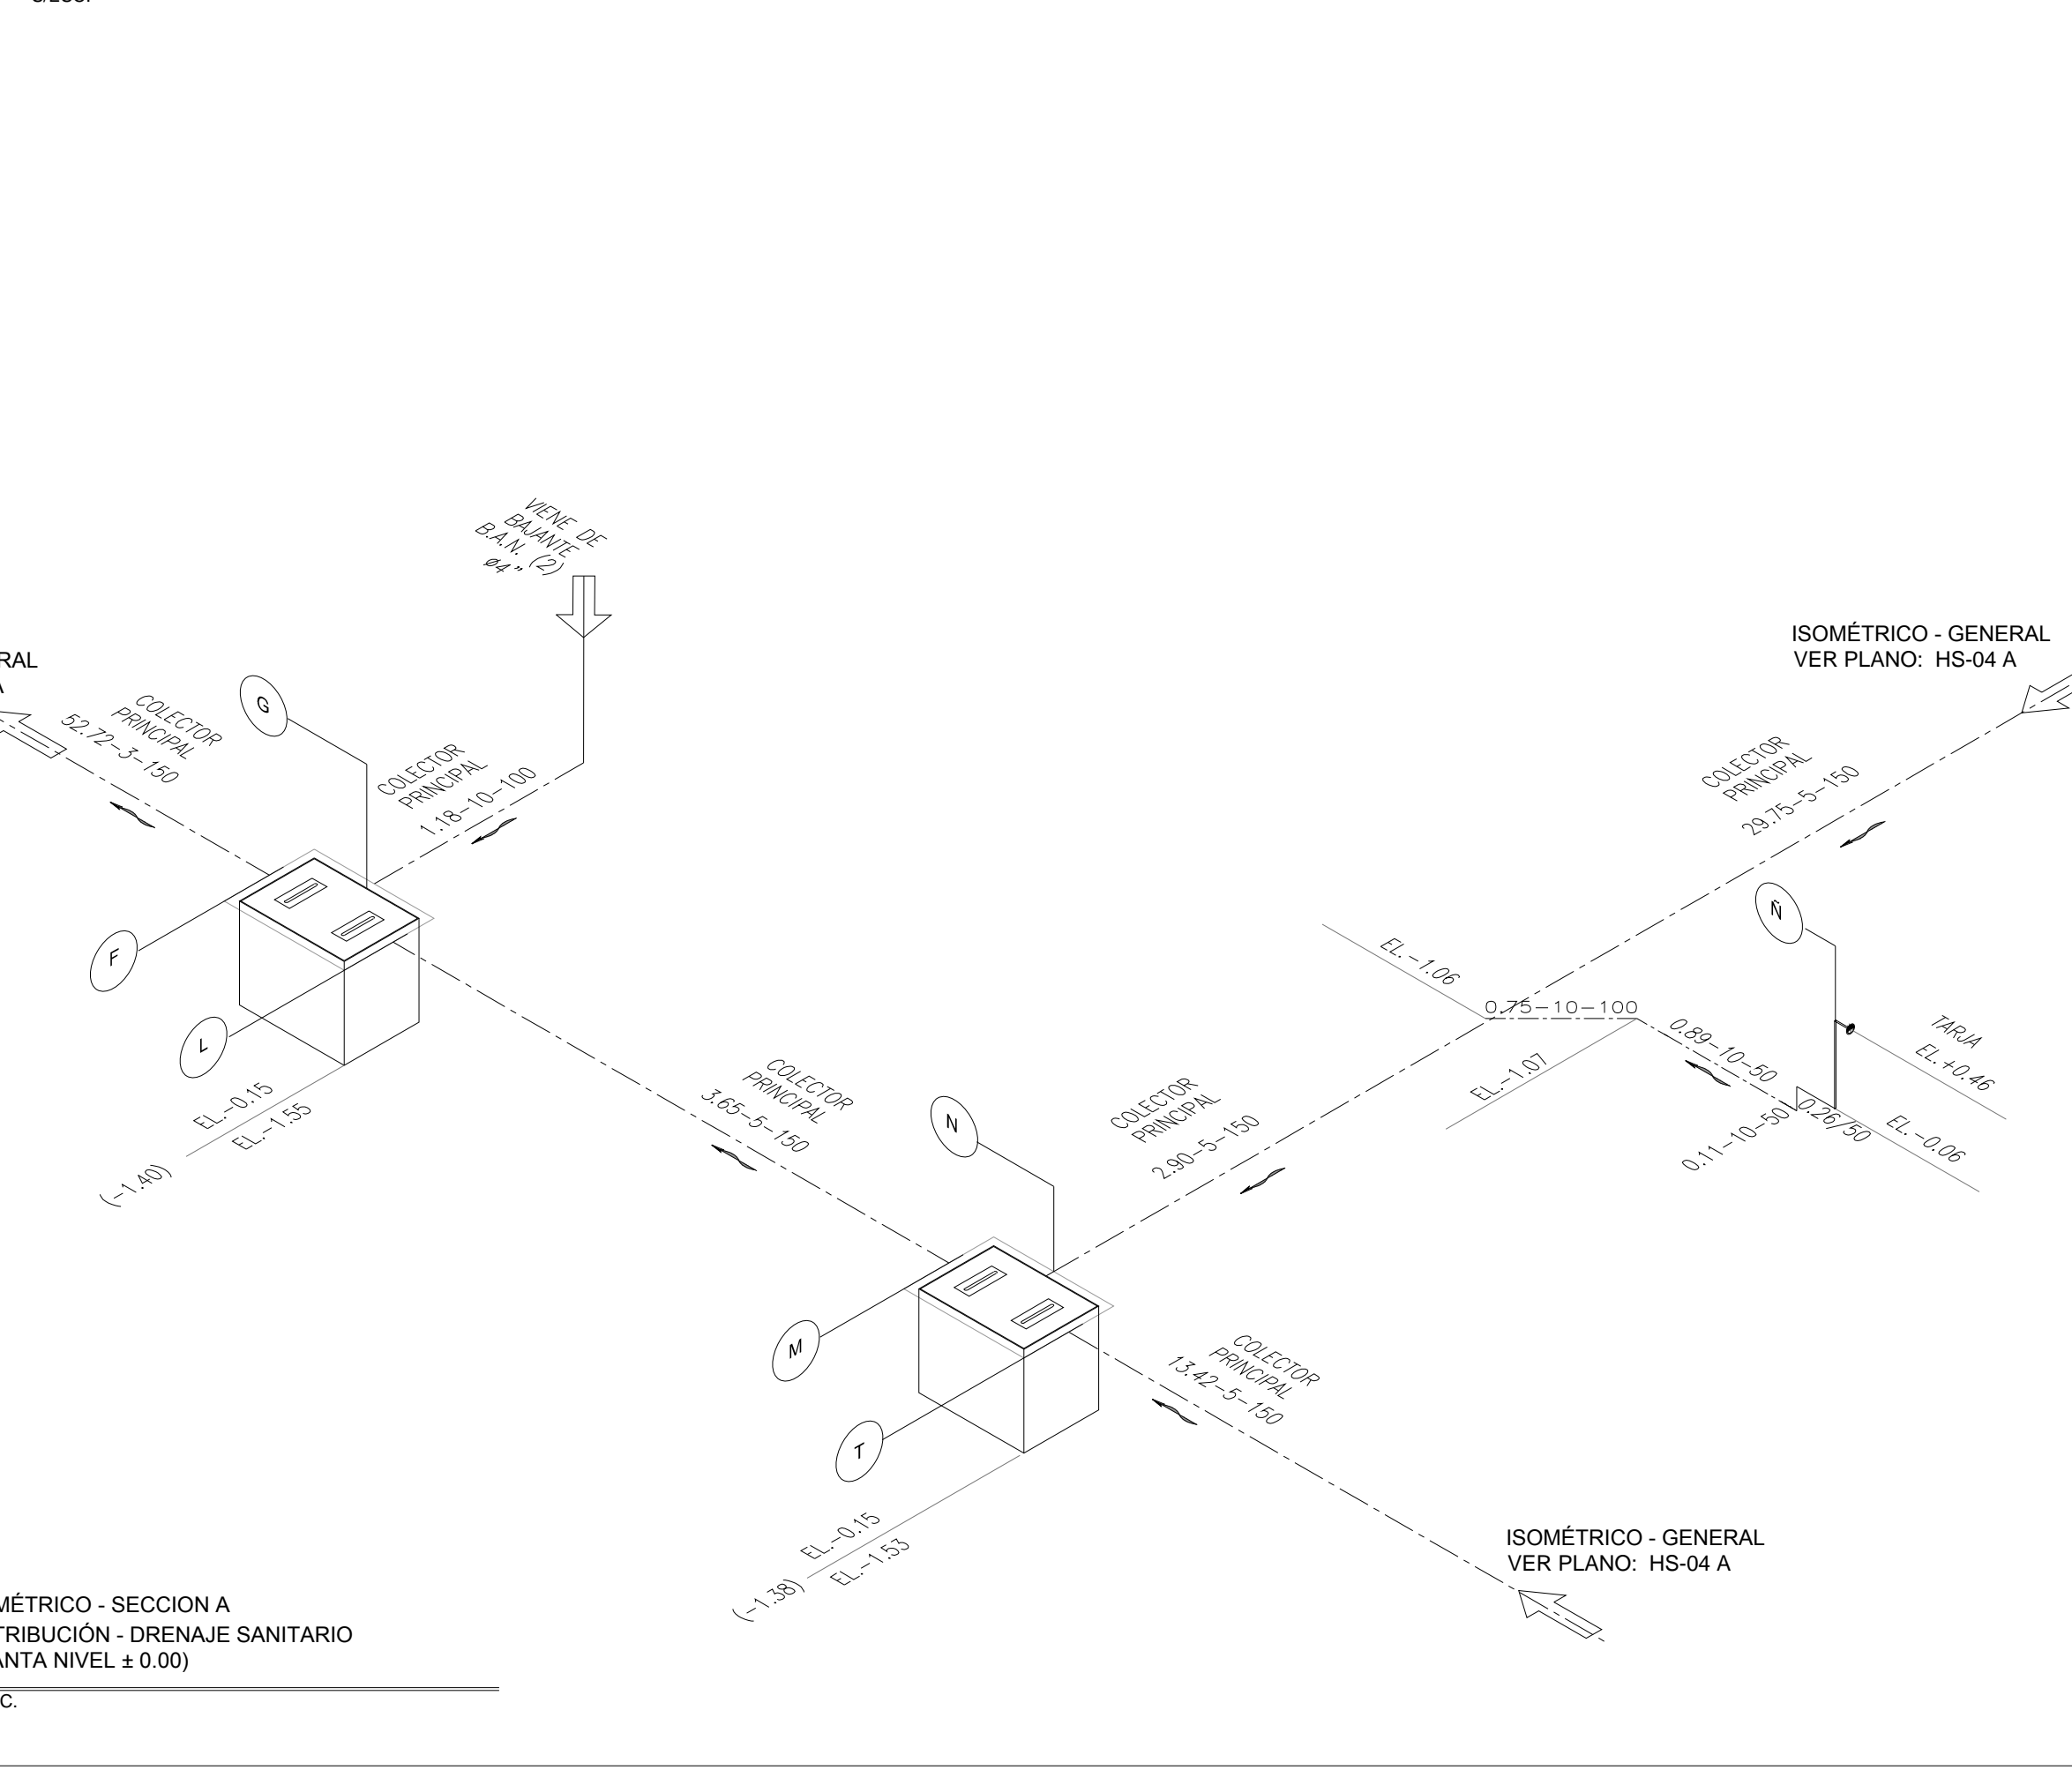 VIENE DE
BAJANTE
B.A.N. (2)
ø4"
ISOMÉTRICO - GENERAL
VER PLANO: HS-04 A
RAL
A
COLECTOR
PRINCIPAL
52.72-3-150
G
COLECTOR
PRINCIPAL
1.18-10-100
COLECTOR
PRINCIPAL
29.75-5-150
Ñ
F
EL.-1.06
0.75-10-100
L
0.89-10-50
TARJA
EL.+0.46
EL.-1.07
0.11-10-50
0.26/50
EL.-0.06
EL.-0.15
EL.-1.55
(-1.40)
COLECTOR
PRINCIPAL
3.65-5-150
N
COLECTOR
PRINCIPAL
2.90-5-150
M
T
COLECTOR
PRINCIPAL
13.42-5-150
EL.-0.15
EL.-1.53
(-1.38)
ISOMÉTRICO - GENERAL
VER PLANO: HS-04 A
MÉTRICO - SECCION A
TRIBUCIÓN - DRENAJE SANITARIO
ANTA NIVEL ± 0.00)
C.